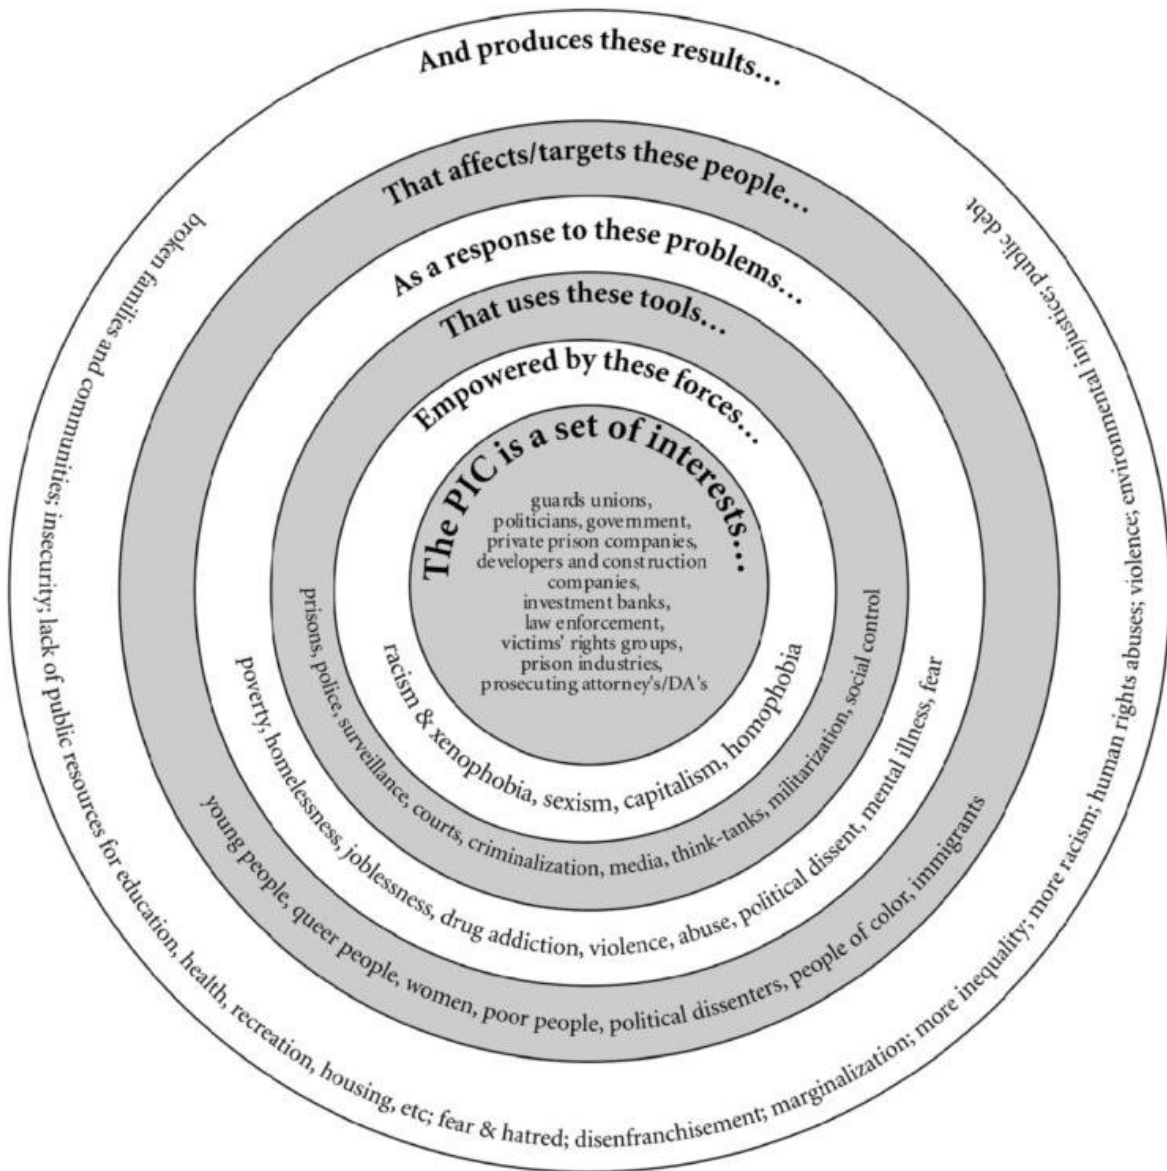 And produces these results...
broken families and communities; insecurity; lack of public resources for education, health, recreation, housing, etc; fear & hatred; disenfranchisement; marginalization; more inequality; more racism; human rights abuses; violence; environmental injustice; public debt
That affects/targets these people...
young people, queer people, women, poor people, political dissenters, people of color, immigrants
As a response to these problems...
poverty, homelessness, joblessness, drug addiction, violence, abuse, political dissent, mental illness, fear
That uses these tools...
prisons, police, surveillance, courts, criminalization, media, think-tanks, militarization, social control
Empowered by these forces...
racism & xenophobia, sexism, capitalism, homophobia
The PIC is a set of interests...
guards unions,
politicians, government,
private prison companies,
developers and construction
companies,
investment banks,
law enforcement,
victims' rights groups,
prison industries,
prosecuting attorney's/DA's